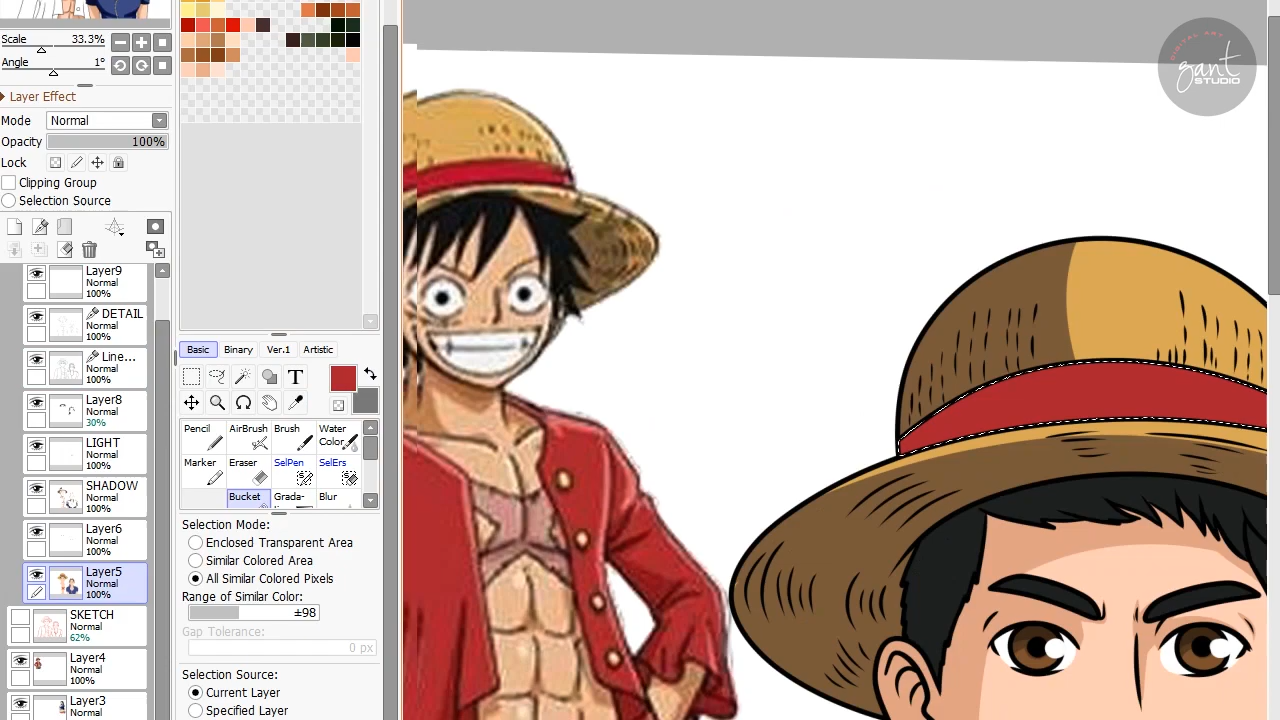 DIGITAL ART
gant
STUDIO
Scale 33.3%
Angle 1°
Layer Effect
Mode Normal
Opacity 100%
Lock
Clipping Group
Selection Source
Layer9
Normal
100%
DETAIL
Normal
100%
Line...
Normal
100%
Layer8
Normal
30%
LIGHT
Normal
100%
SHADOW
Normal
100%
Layer6
Normal
100%
Layer5
Normal
100%
SKETCH
Normal
62%
Layer4
Normal
100%
Layer3
Normal
Basic Binary Ver.1 Artistic
T
Pencil AirBrush Brush Water Color
Marker Eraser SelPen SelErs
Bucket Grada- Blur
Selection Mode:
Enclosed Transparent Area
Similar Colored Area
All Similar Colored Pixels
Range of Similar Color:
±98
Gap Tolerance:
0 px
Selection Source:
Current Layer
Specified Layer